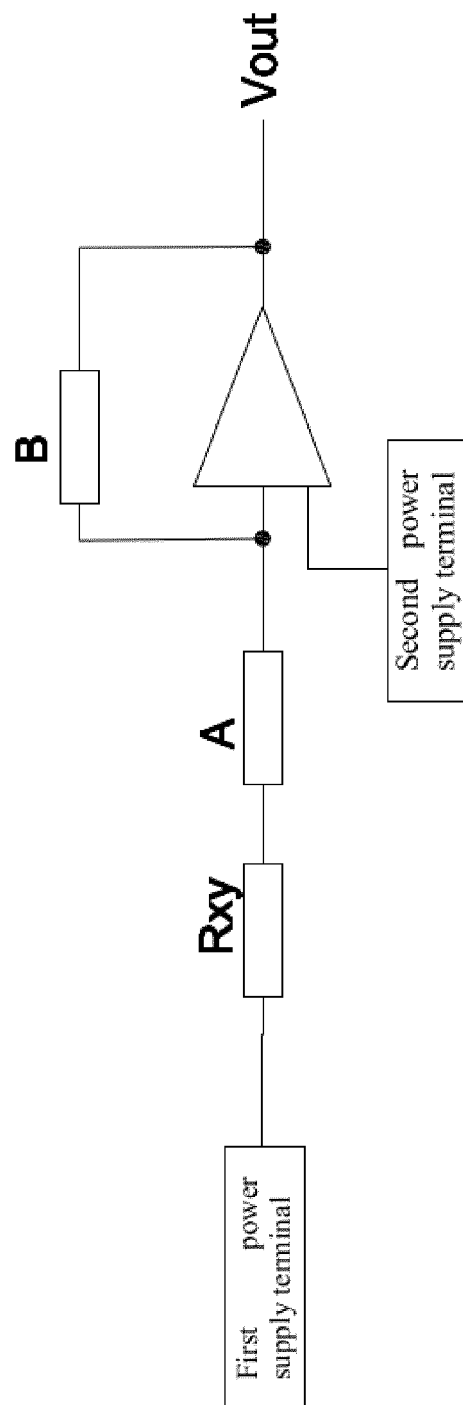 First power
supply terminal
Rxy
A
B
Second power
supply terminal
Vout